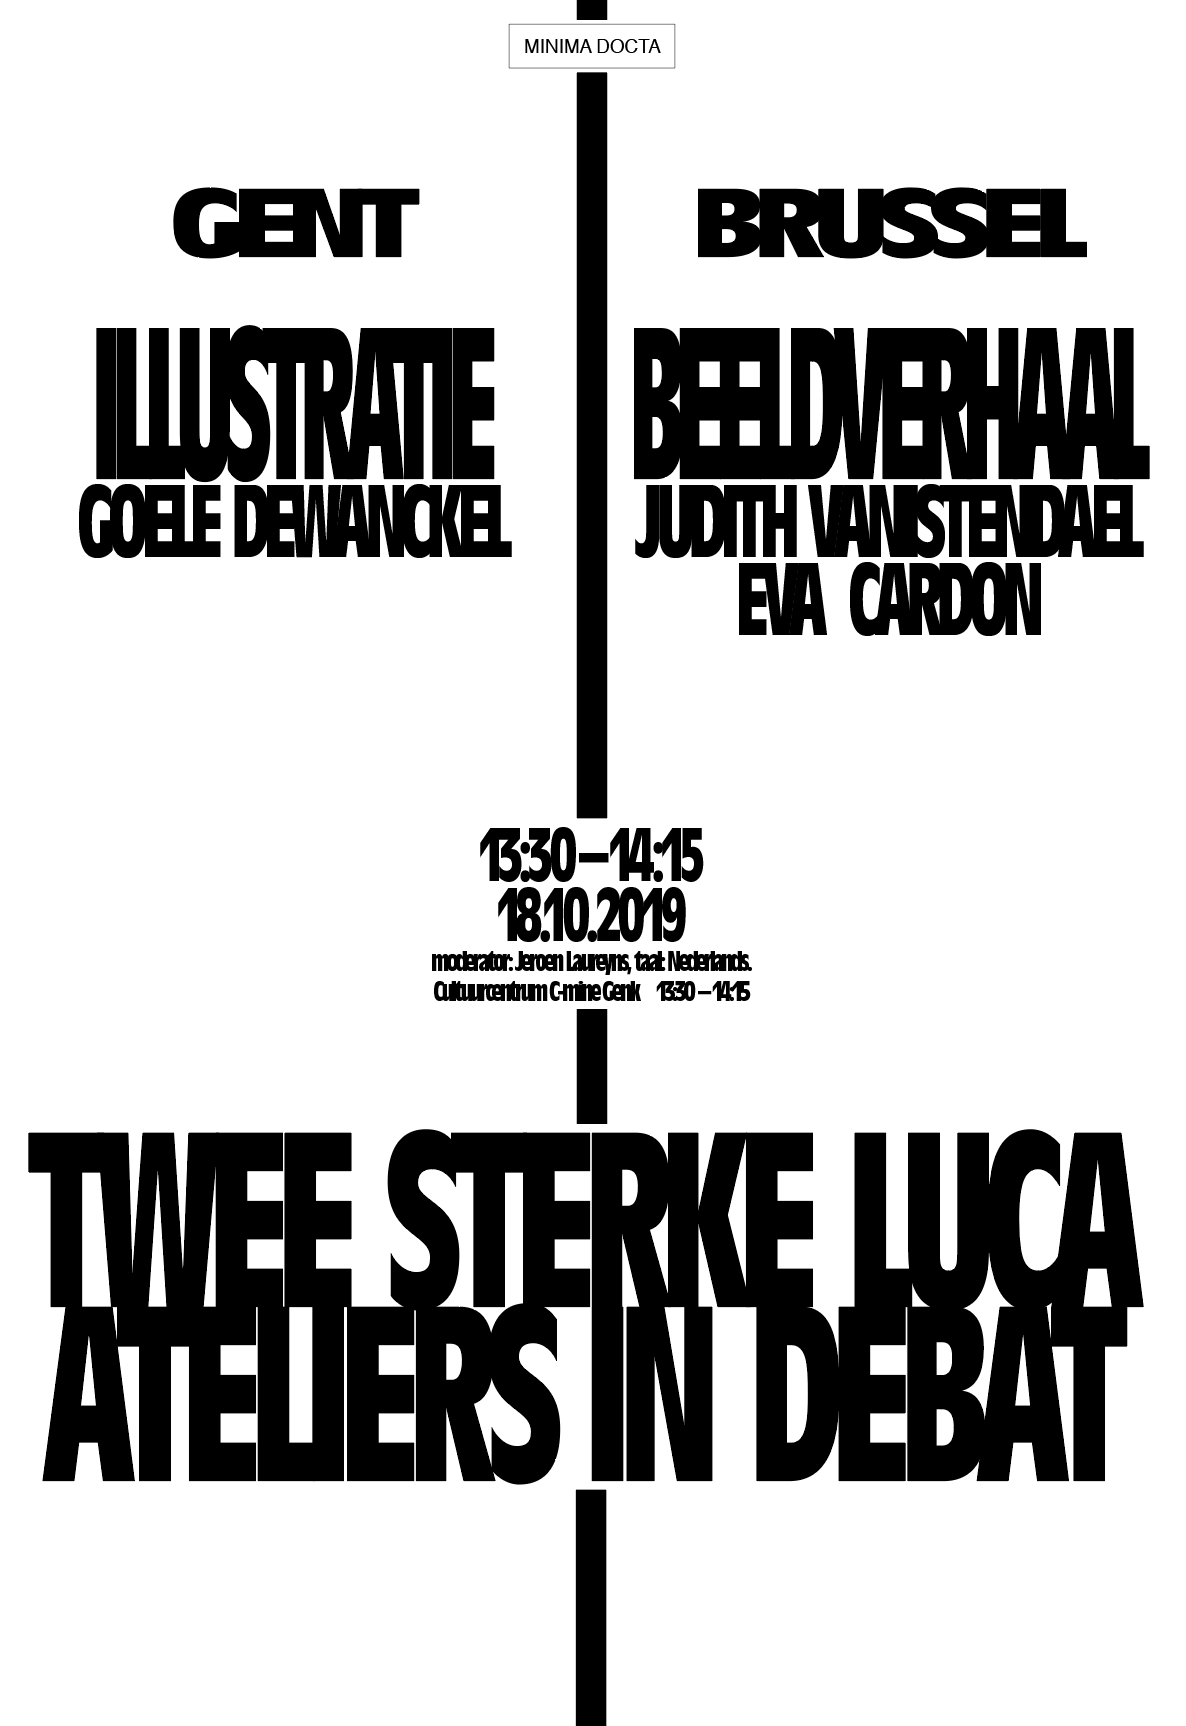 MINIMA DOCTA
GENT
ILLUSTRATIE
GOELE DEWANCKEL
BRUSSEL
BEELDVERHAAL
JUDITH VANISTENDAEL
EVA CARDON
13:30–14:15
18.10.2019
moderator: Jeroen Laureyns, taal: Nederlands.
Cultuurcentrum C-mine Genk 13:30 – 14:15
TWEE STERKE LUCA
ATELIERS IN DEBAT